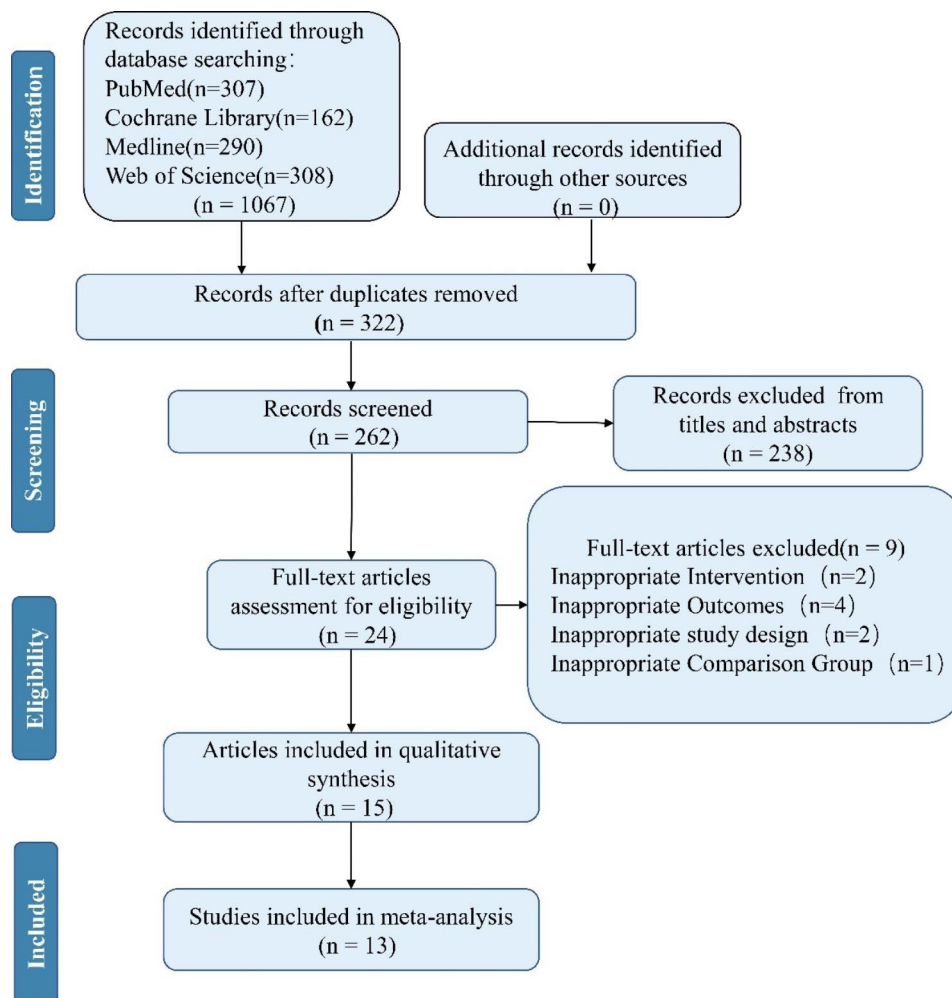 Identification
Records identified through
database searching：
PubMed(n=307)
Cochrane Library(n=162)
Medline(n=290)
Web of Science(n=308)
(n = 1067)
Additional records identified
through other sources
(n = 0)
Records after duplicates removed
(n = 322)
Screening
Records screened
(n = 262)
Records excluded from
titles and abstracts
(n = 238)
Eligibility
Full-text articles
assessment for eligibility
(n = 24)
Full-text articles excluded(n = 9)
Inappropriate Intervention（n=2）
Inappropriate Outcomes（n=4）
Inappropriate study design（n=2）
Inappropriate Comparison Group（n=1）
Articles included in qualitative
synthesis
(n = 15)
Included
Studies included in meta-analysis
(n = 13)